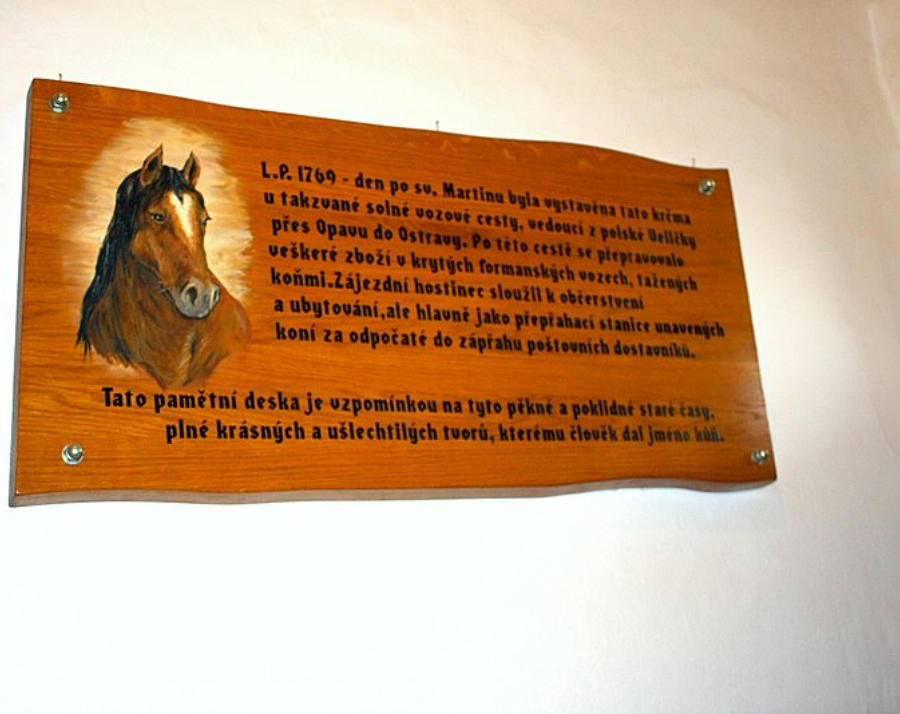 L.P. 1769 - den po sv. Martinu byla vystavěna tato krčma
u takzvané solné vozové cesty, vedoucí z polské Veličky
přes Opavu do Ostravy. Po této cestě se přepravovalo
veškeré zboží v krytých formanských vozech, tažených
koňmi.Zájezdní hostinec sloužil k občerstvení
a ubytování,ale hlavně jako přepřahací stanice unavených
koní za odpočaté do zápřahu poštovních dostavníků.
Tato pamětní deska je vzpomínkou na tyto pěkné a poklidné staré časy,
plné krásných a ušlechtilých tvorů, kterému člověk dal jméno kůň.